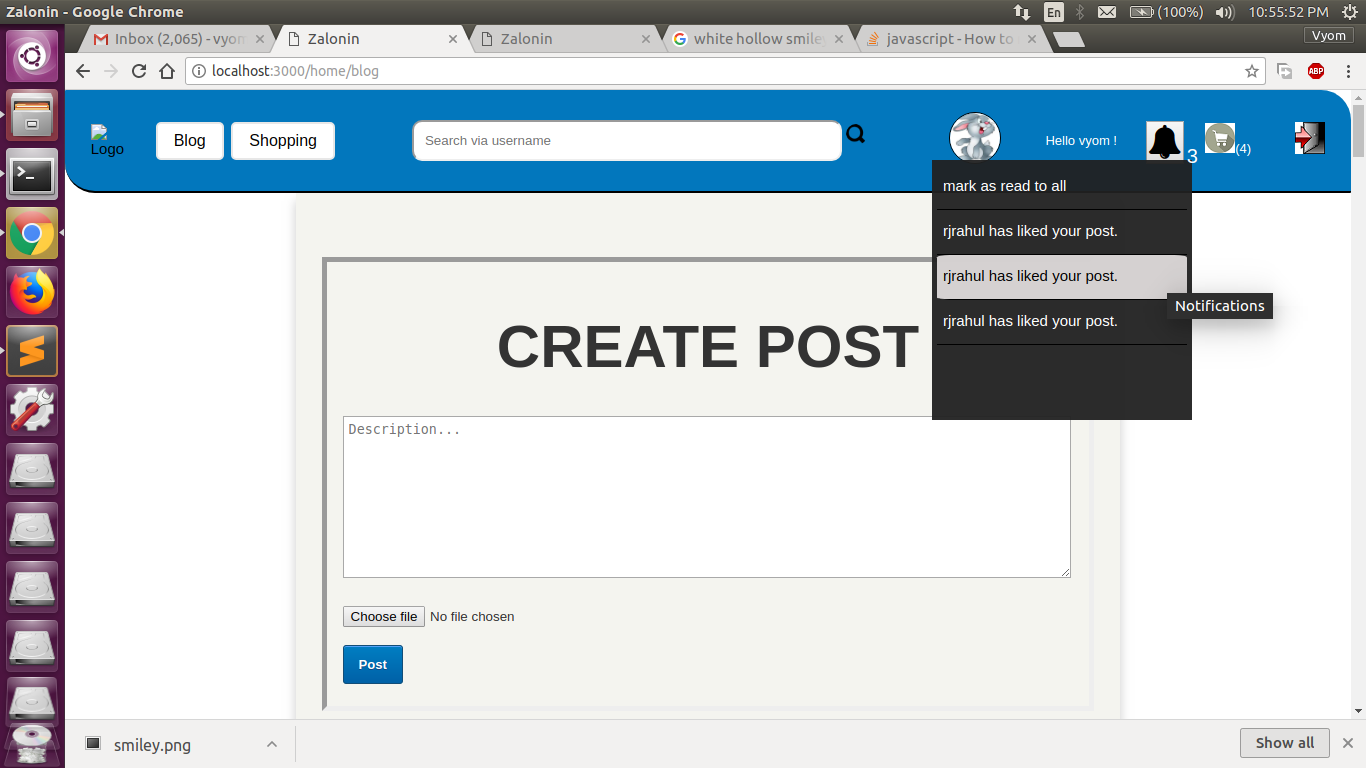 Zalonin - Google Chrome
En
(100%)
10:55:52 PM
Inbox (2,065) - vyom
Zalonin
Zalonin
white hollow smile
javascript - How to
Vyom
localhost:3000/home/blog
ABP
Logo
Blog
Shopping
Search via username
Hello vyom !
3
(4)
mark as read to all
rjrahul has liked your post.
rjrahul has liked your post.
Notifications
rjrahul has liked your post.
CREATE POST
Description...
Choose file No file chosen
Post
smiley.png
Show all